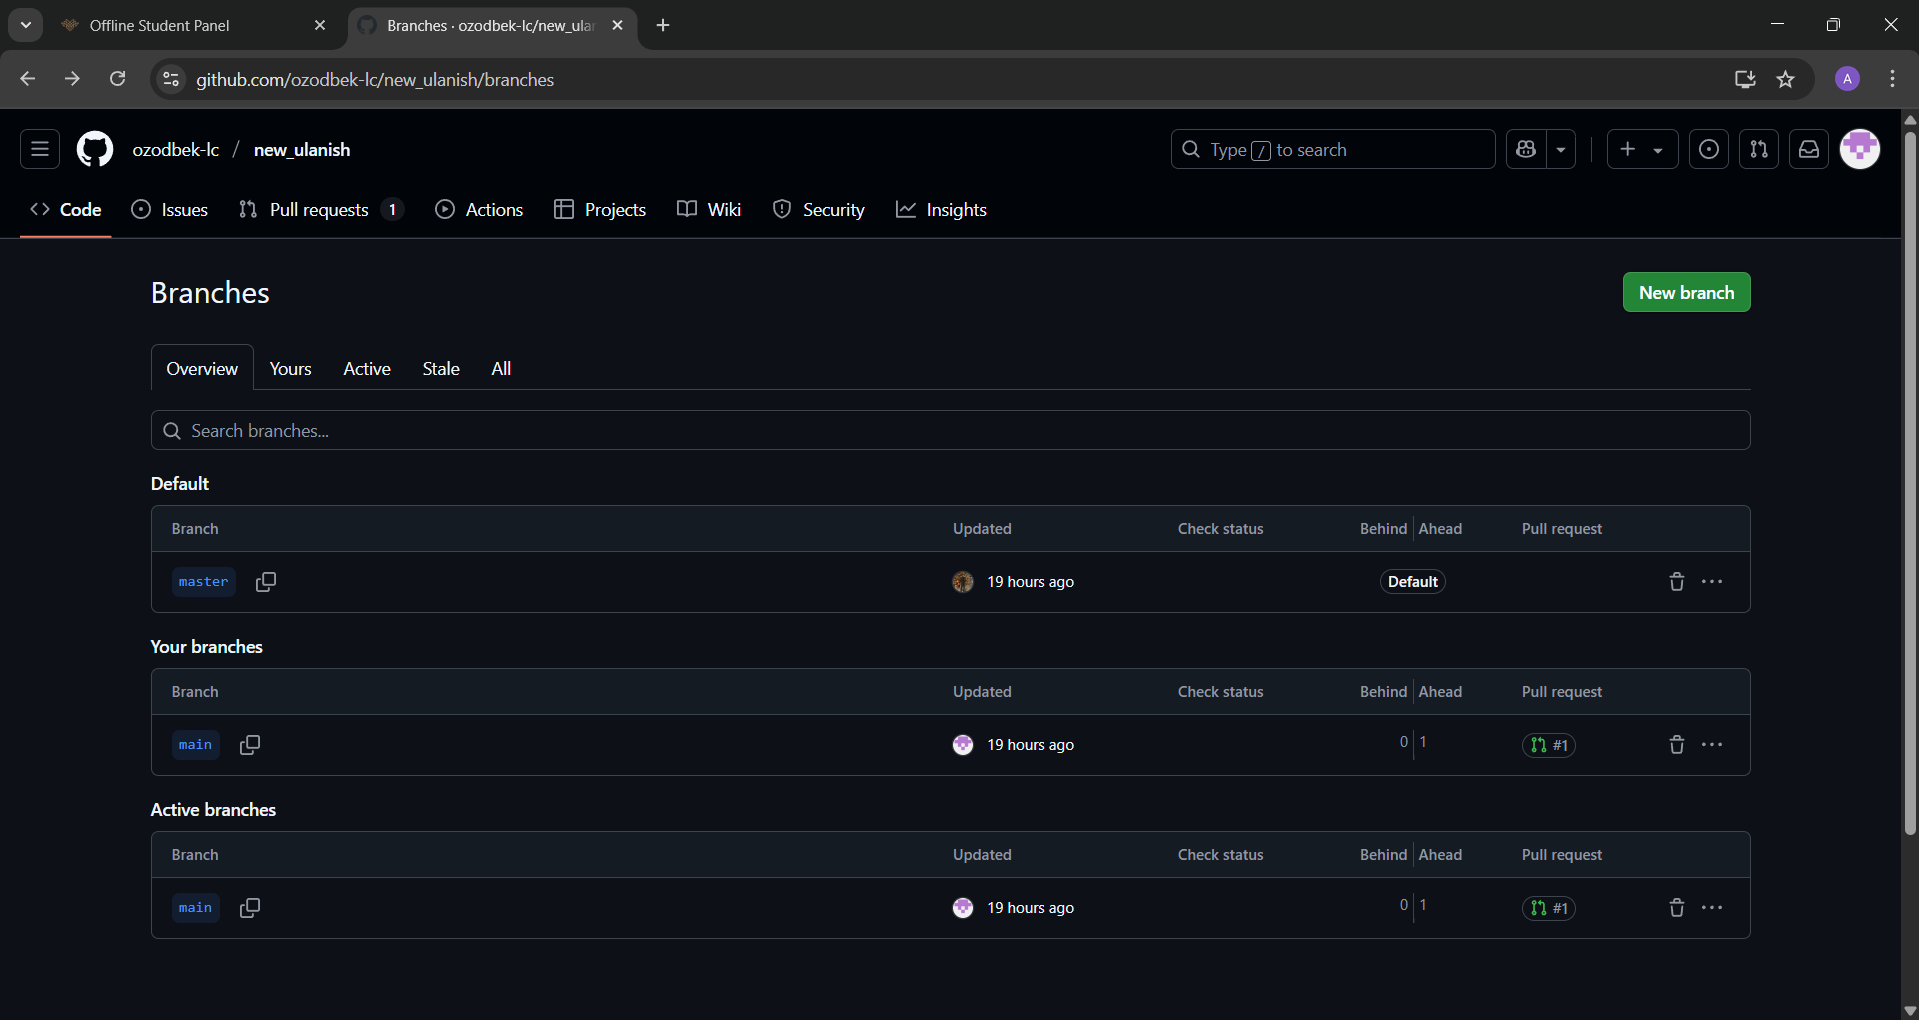 Offline Student Panel
Branches · ozodbek-lc/new_ular
github.com/ozodbek-lc/new_ulanish/branches
A
ozodbek-lc / new_ulanish
Type / to search
Code Issues Pull requests 1 Actions Projects Wiki Security Insights
Branches
New branch
Overview Yours Active Stale All
Search branches...
Default
Branch Updated Check status Behind Ahead Pull request
master 19 hours ago Default
Your branches
Branch Updated Check status Behind Ahead Pull request
main 19 hours ago 0 1 #1
Active branches
Branch Updated Check status Behind Ahead Pull request
main 19 hours ago 0 1 #1